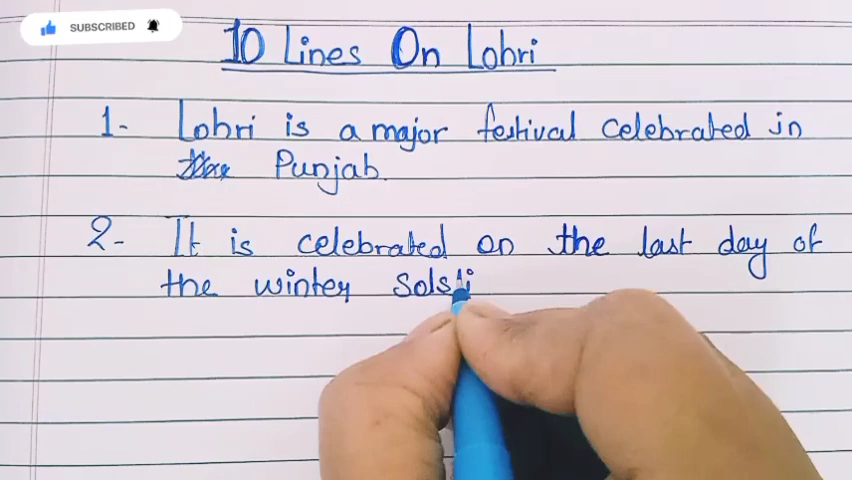 SUBSCRIBED
10 Lines On Lohri
1- Lohri is a major festival celebrated in
Punjab.
2- It is celebrated on the last day of
the winter Solsti